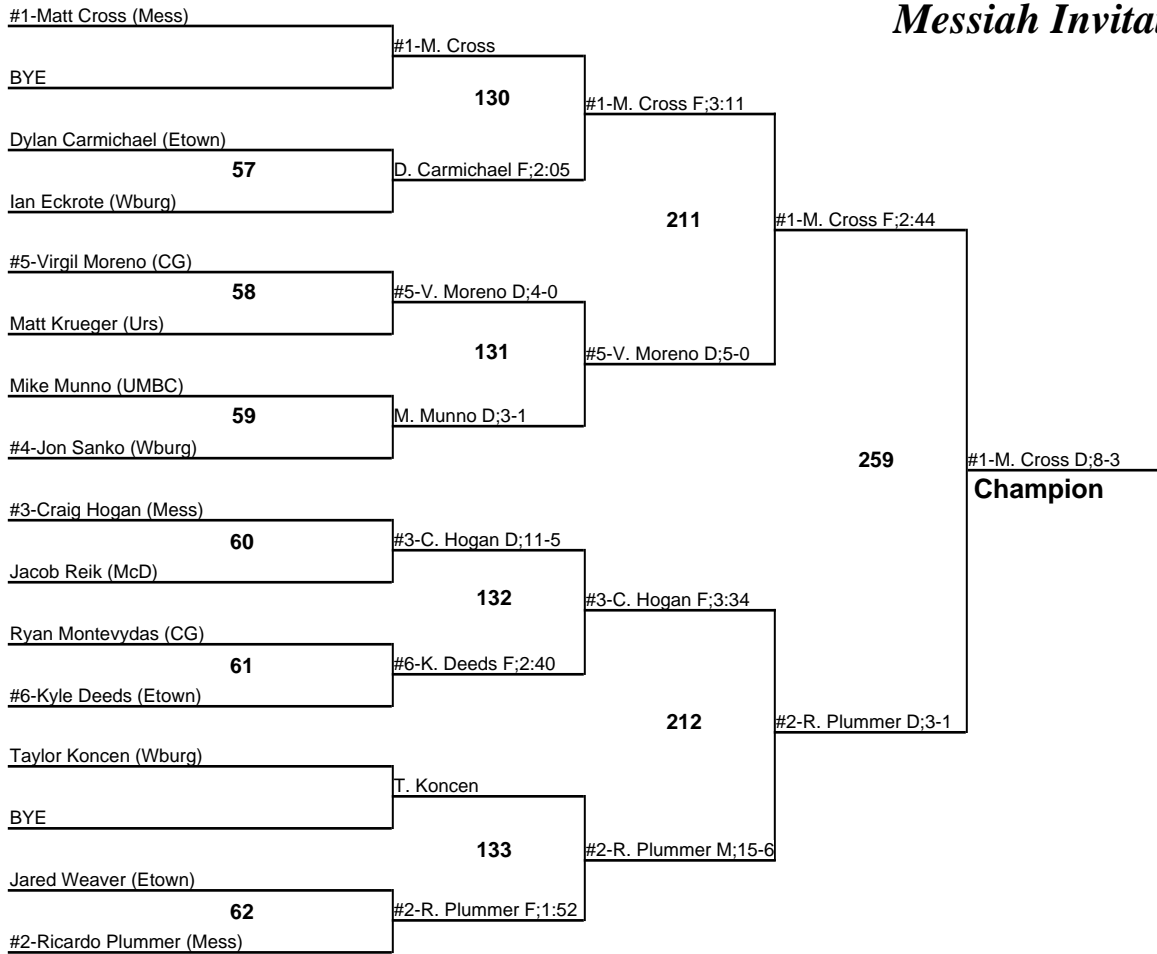 Messiah Invita
#1-Matt Cross (Mess)
#1-M. Cross
BYE
130
#1-M. Cross F;3:11
Dylan Carmichael (Etown)
57
D. Carmichael F;2:05
Ian Eckrote (Wburg)
211
#1-M. Cross F;2:44
#5-Virgil Moreno (CG)
58
#5-V. Moreno D;4-0
Matt Krueger (Urs)
131
#5-V. Moreno D;5-0
Mike Munno (UMBC)
59
M. Munno D;3-1
#4-Jon Sanko (Wburg)
259
#1-M. Cross D;8-3
Champion
#3-Craig Hogan (Mess)
60
#3-C. Hogan D;11-5
Jacob Reik (McD)
132
#3-C. Hogan F;3:34
Ryan Montevydas (CG)
61
#6-K. Deeds F;2:40
#6-Kyle Deeds (Etown)
212
#2-R. Plummer D;3-1
Taylor Koncen (Wburg)
T. Koncen
BYE
133
#2-R. Plummer M;15-6
Jared Weaver (Etown)
62
#2-R. Plummer F;1:52
#2-Ricardo Plummer (Mess)